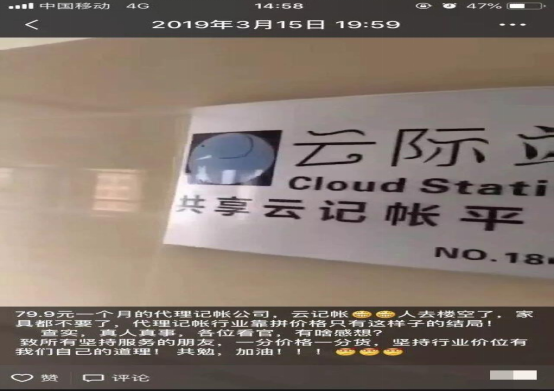 中国移动 4G 14:58 47%
2019年3月15日 19:59
云际
Cloud Stati
共享云记帐平
NO.18
79.9元一个月的代理记帐公司，云记帐😊😊人去楼空了，家
具都不要了，代理记帐行业靠拼价格只有这样子的结局！
查实，真人真事，各位看官，有啥感想？
致所有坚持服务的朋友，一分价格一分货，坚持行业价位有
我们自己的道理！共勉，加油！！！😊😊😊
赞 评论